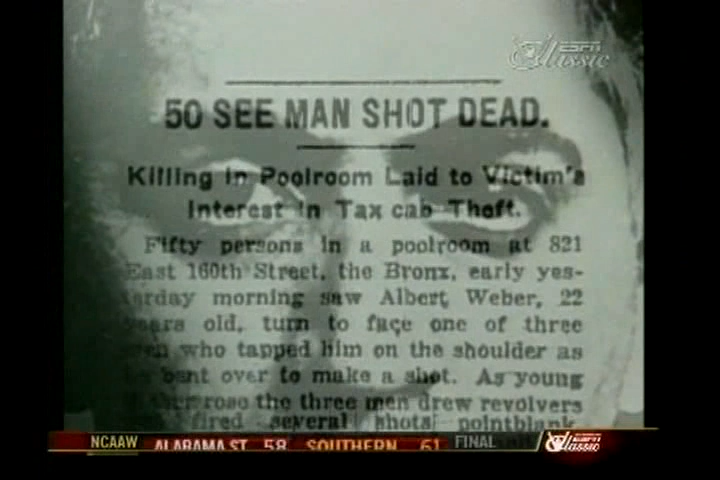 ESPN
Classic
50 SEE MAN SHOT DEAD.
Killing in Poolroom Laid to Victim's
Interest in Tax cab Theft.
Fifty persons in a poolroom at 821
East 160th Street, the Bronx, early yes-
terday morning saw Albert Weber, 22
years old, turn to face one of three
men who tapped him on the shoulder as
he bent over to make a shot. As young
rose the three men drew revolvers
fired several shots pointblank
NCAAW ALABAMA ST. 58 SOUTHERN 61 FINAL ESPN Classic